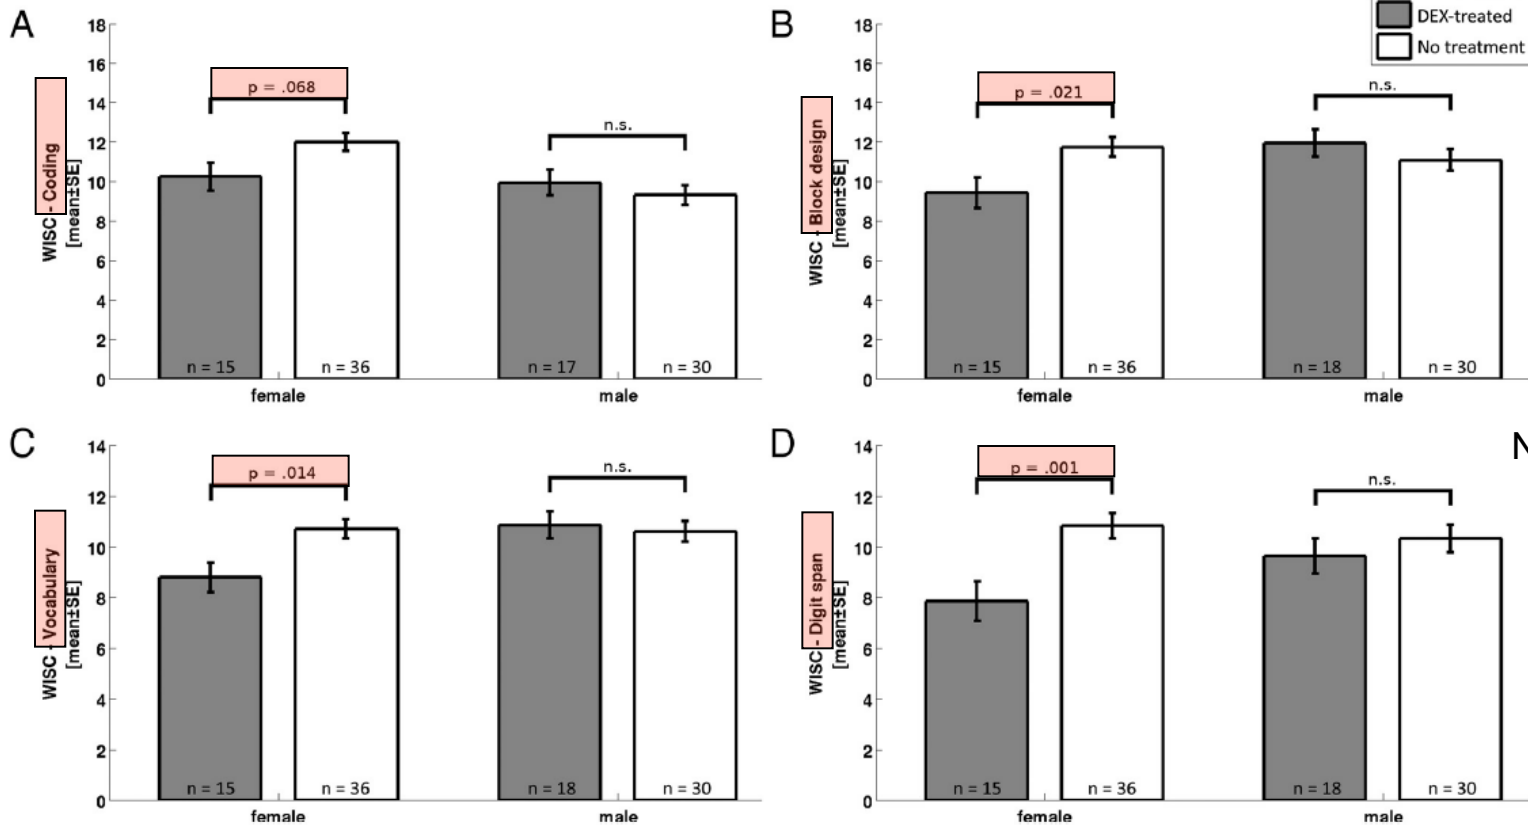 A
WISC - Coding
[mean±SE]
18
16
14
12
10
8
6
4
2
0
p = .068
n.s.
n = 15
n = 36
n = 17
n = 30
female
male
B
WISC - Block design
[mean±SE]
18
16
14
12
10
8
6
4
2
0
DEX-treated
No treatment
p = .021
n.s.
n = 15
n = 36
n = 18
n = 30
female
male
C
WISC - Vocabulary
[mean±SE]
14
12
10
8
6
4
2
0
p = .014
n.s.
n = 15
n = 36
n = 18
n = 30
female
male
D
WISC - Digit span
[mean±SE]
14
12
10
8
6
4
2
0
p = .001
n.s.
n = 15
n = 36
n = 18
n = 30
female
male
N